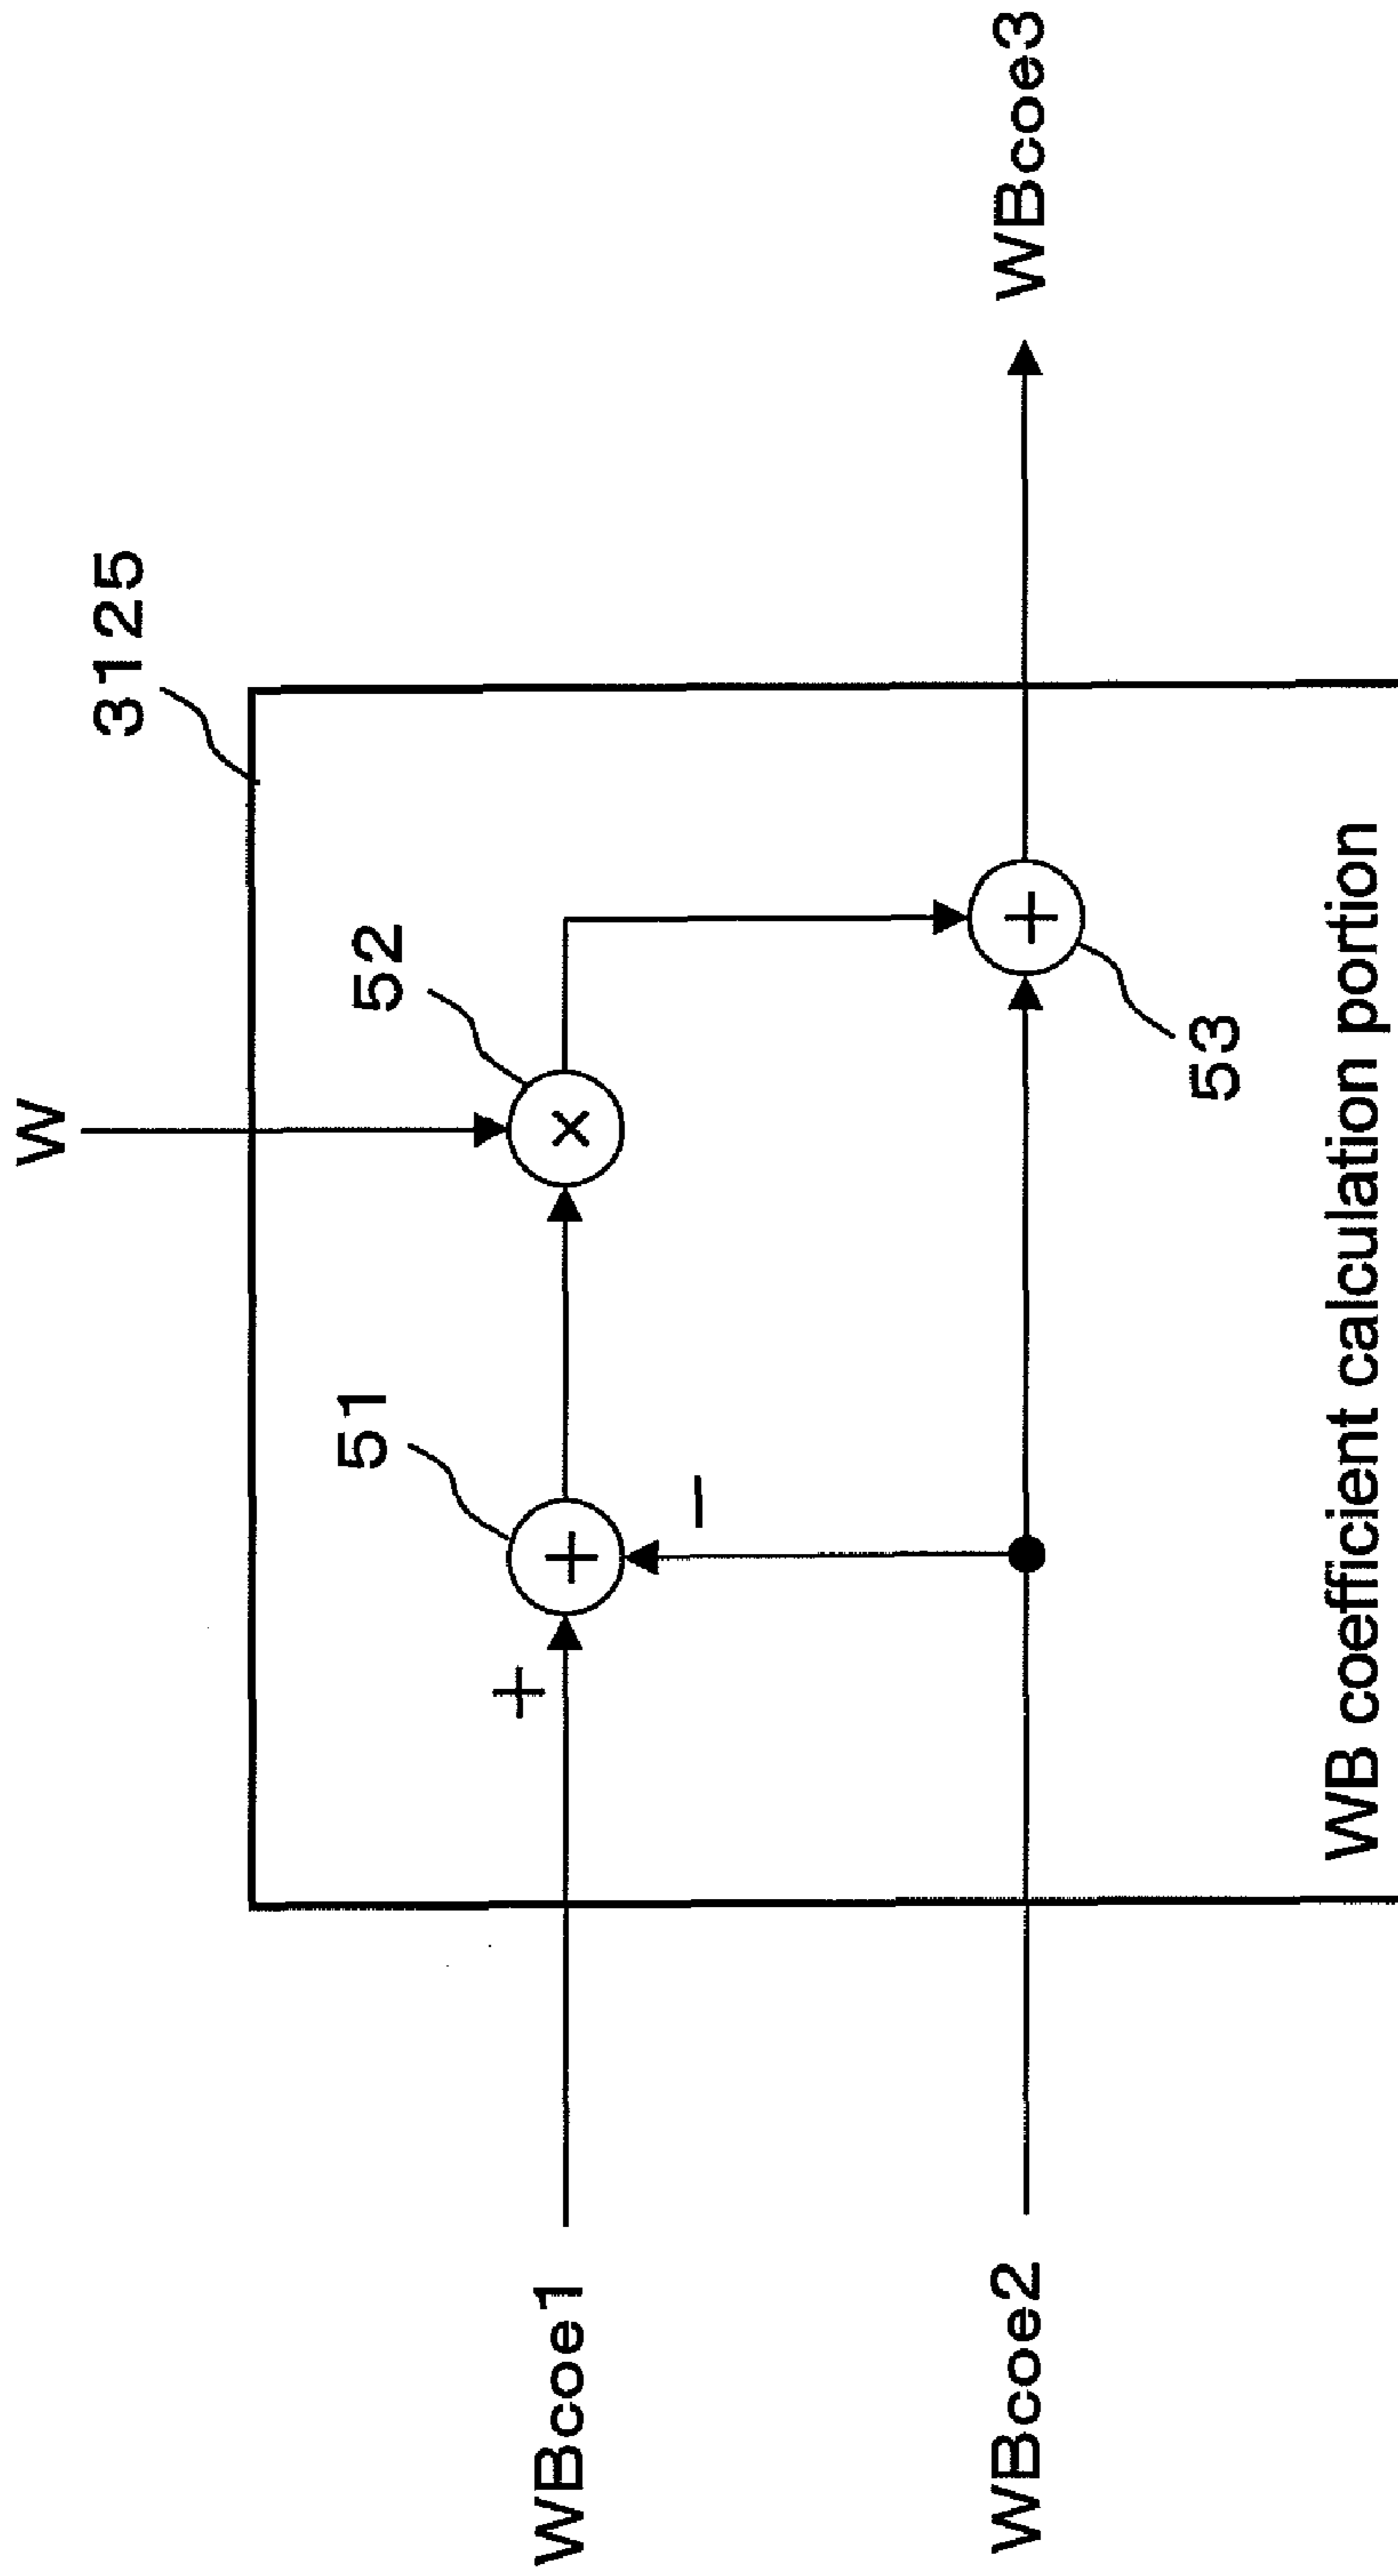 W
3125
52
51
+
×
+
−
WBcoe1
+
WBcoe2
WBcoe3
53
WB coefficient calculation portion